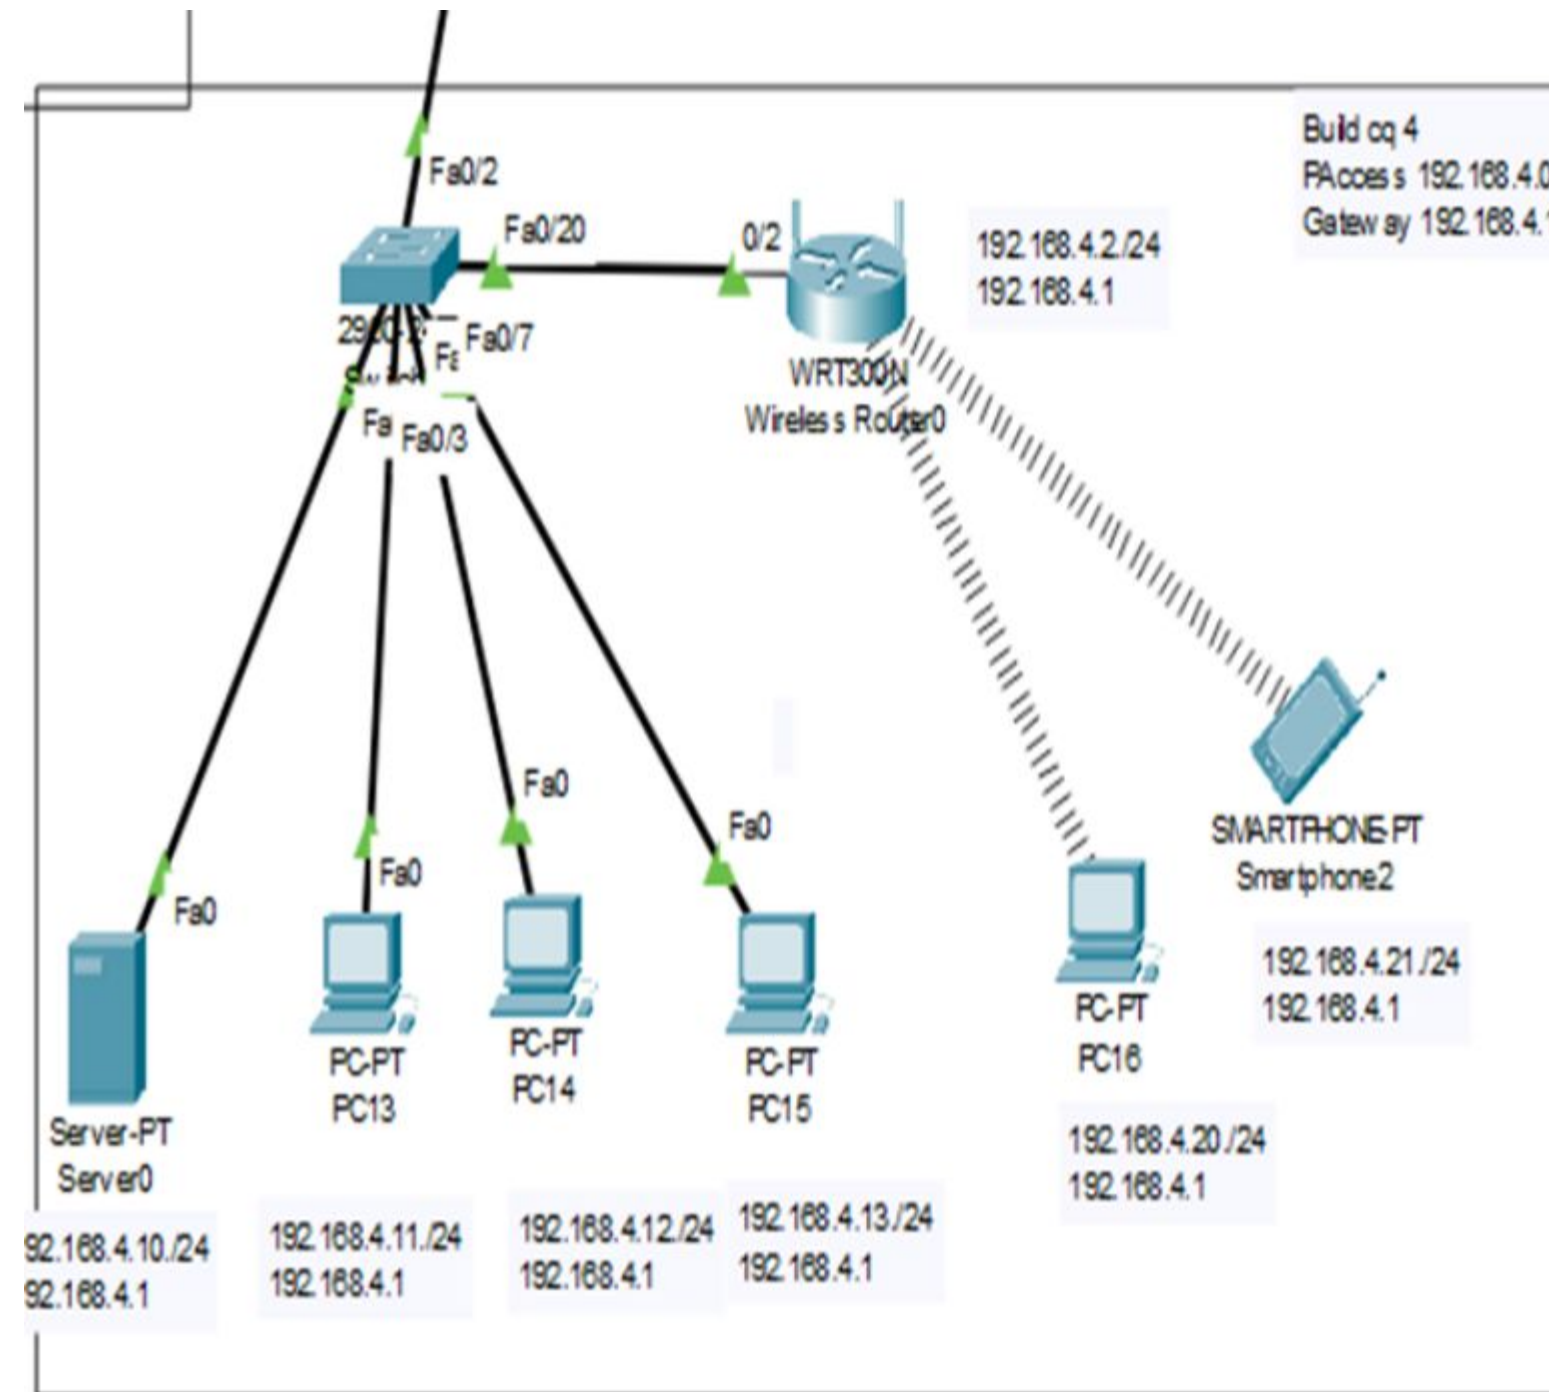 Build cq 4
PAccess 192.168.4.0
Gateway 192.168.4.
Fa0/2
Fa0/20
0/2
192.168.4.2./24
192.168.4.1
Fa0/7
WRT300N
Wireless Router0
Fa0/3
Fa0
Fa0
Fa0
Fa0
SMARTPHONE-PT
Smartphone2
192.168.4.21./24
192.168.4.1
PC-PT
PC16
192.168.4.20./24
192.168.4.1
PC-PT
PC13
PC-PT
PC14
PC-PT
PC15
Server-PT
Server0
92.168.4.10./24
92.168.4.1
192.168.4.11./24
192.168.4.1
192.168.4.12./24
192.168.4.1
192.168.4.13./24
192.168.4.1